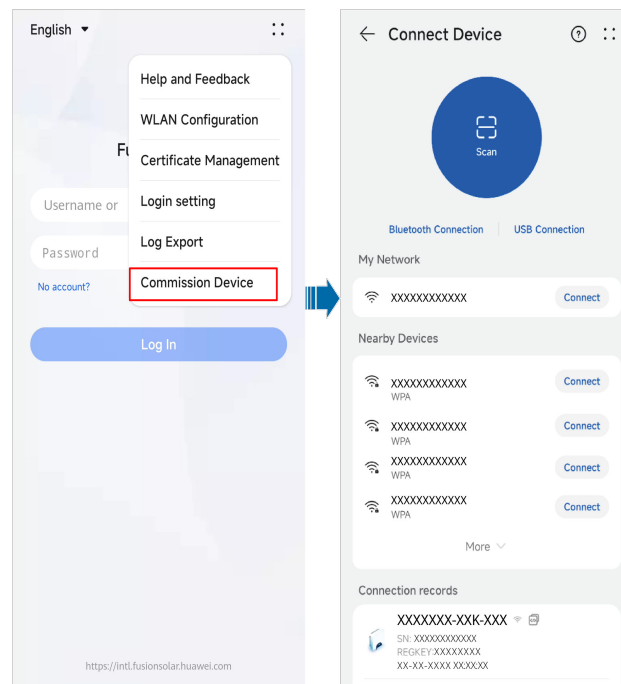 English
Help and Feedback
WLAN Configuration
Fu
Certificate Management
Username or
Login setting
Password
Log Export
No account?
Commission Device
Log In
https://intl.fusionsolar.huawei.com
Connect Device
Scan
Bluetooth Connection
USB Connection
My Network
XXXXXXXXXXXX
Connect
Nearby Devices
XXXXXXXXXXXX
WPA
Connect
XXXXXXXXXXXX
WPA
Connect
XXXXXXXXXXXX
WPA
Connect
XXXXXXXXXXXX
WPA
Connect
More
Connection records
XXXXXXX-XXK-XXX
SN: XXXXXXXXXXXX
REGKEY:XXXXXXXX
XX-XX-XXXX XX:XX:XX